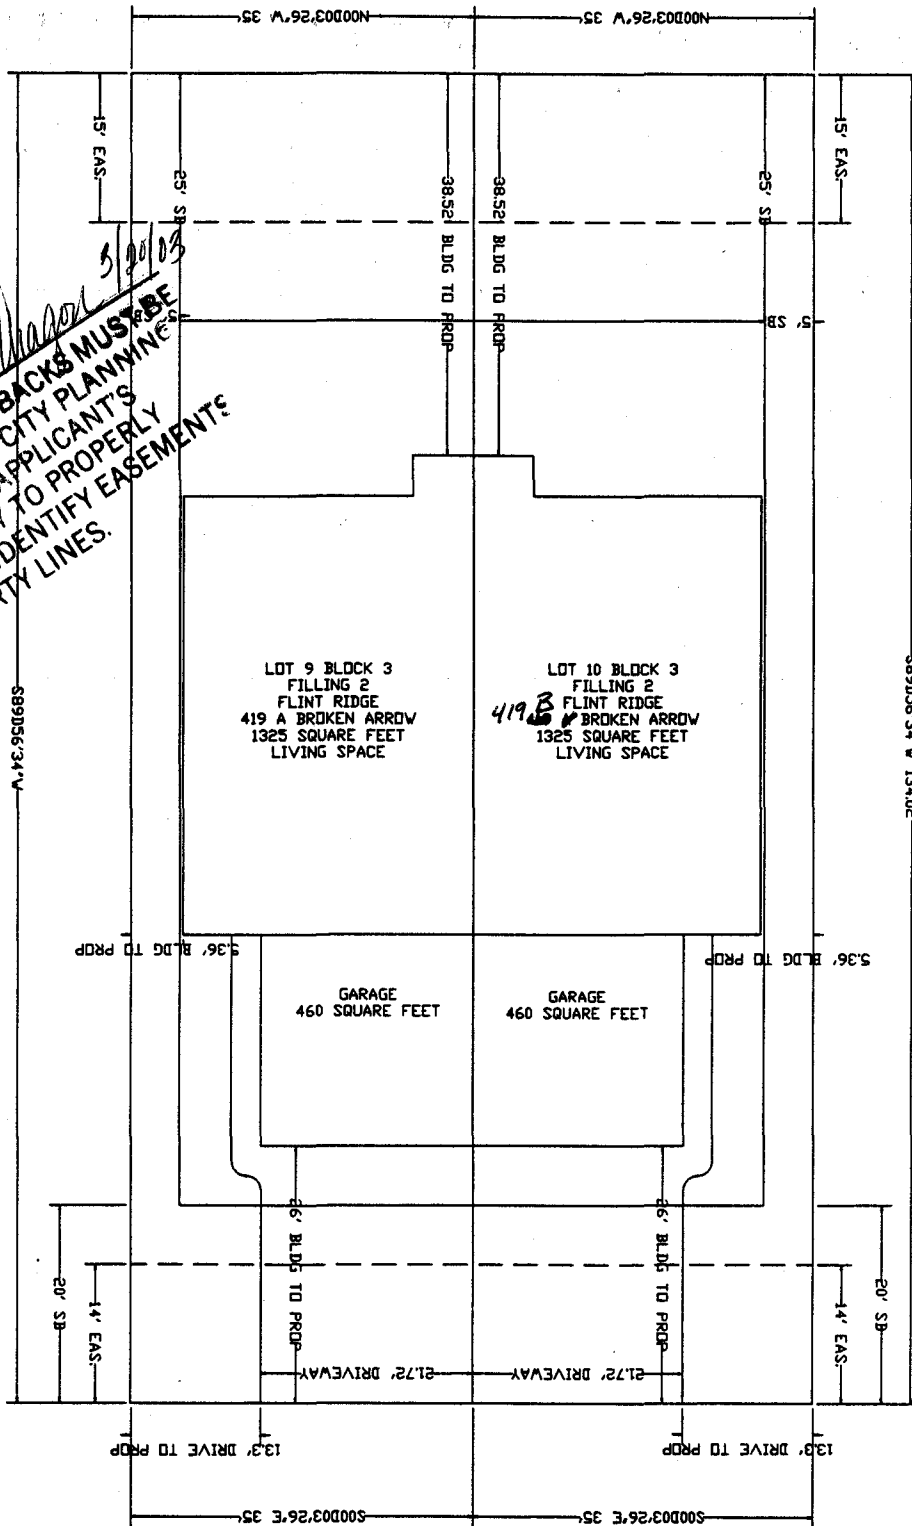 N00D03'26"W 35'
N00D03'26"W 35'
15' EAS.
25' SB
38.52 BLDG TO PROP
38.52 BLDG TO PROP
25' SB
15' EAS.
3/20/03
BACKS MUST BE
CITY PLANNING
APPLICANT'S
TO PROPERLY
IDENTIFY EASEMENTS
RTY LINES.
5' SB
S89D56'34"W
S89D56'34"W 134.02'
LOT 9 BLOCK 3
FILLING 2
FLINT RIDGE
419 A BROKEN ARROW
1325 SQUARE FEET
LIVING SPACE
LOT 10 BLOCK 3
FILLING 2
FLINT RIDGE
419 B BROKEN ARROW
1325 SQUARE FEET
LIVING SPACE
5.36' BLDG TO PROP
5.36' BLDG TO PROP
GARAGE
460 SQUARE FEET
GARAGE
460 SQUARE FEET
20' SB
14' EAS.
26' BLDG TO PROP
26' BLDG TO PROP
14' EAS.
20' SB
21.72' DRIVEWAY
21.72' DRIVEWAY
13.3' DRIVE TO PROP
13.3' DRIVE TO PROP
S00D03'26"E 35'
S00D03'26"E 35'